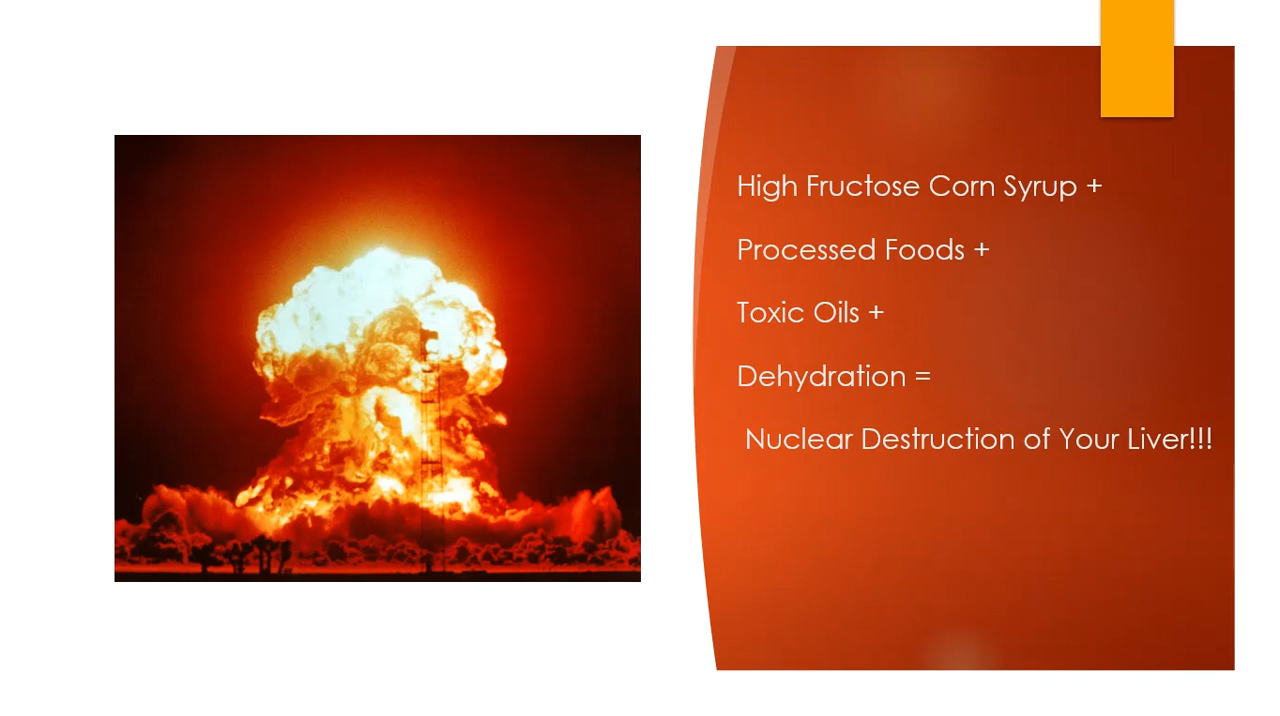 High Fructose Corn Syrup +
Processed Foods +
Toxic Oils +
Dehydration =
Nuclear Destruction of Your Liver!!!